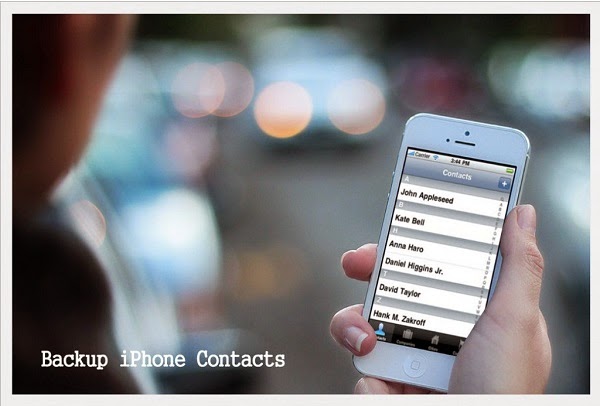 Carrier 2:44 PM
Contacts +
A
John Appleseed
B
Kate Bell
H
Anna Haro
Daniel Higgins Jr.
T
David Taylor
Z
Hank M. Zakroff
Backup iPhone Contacts